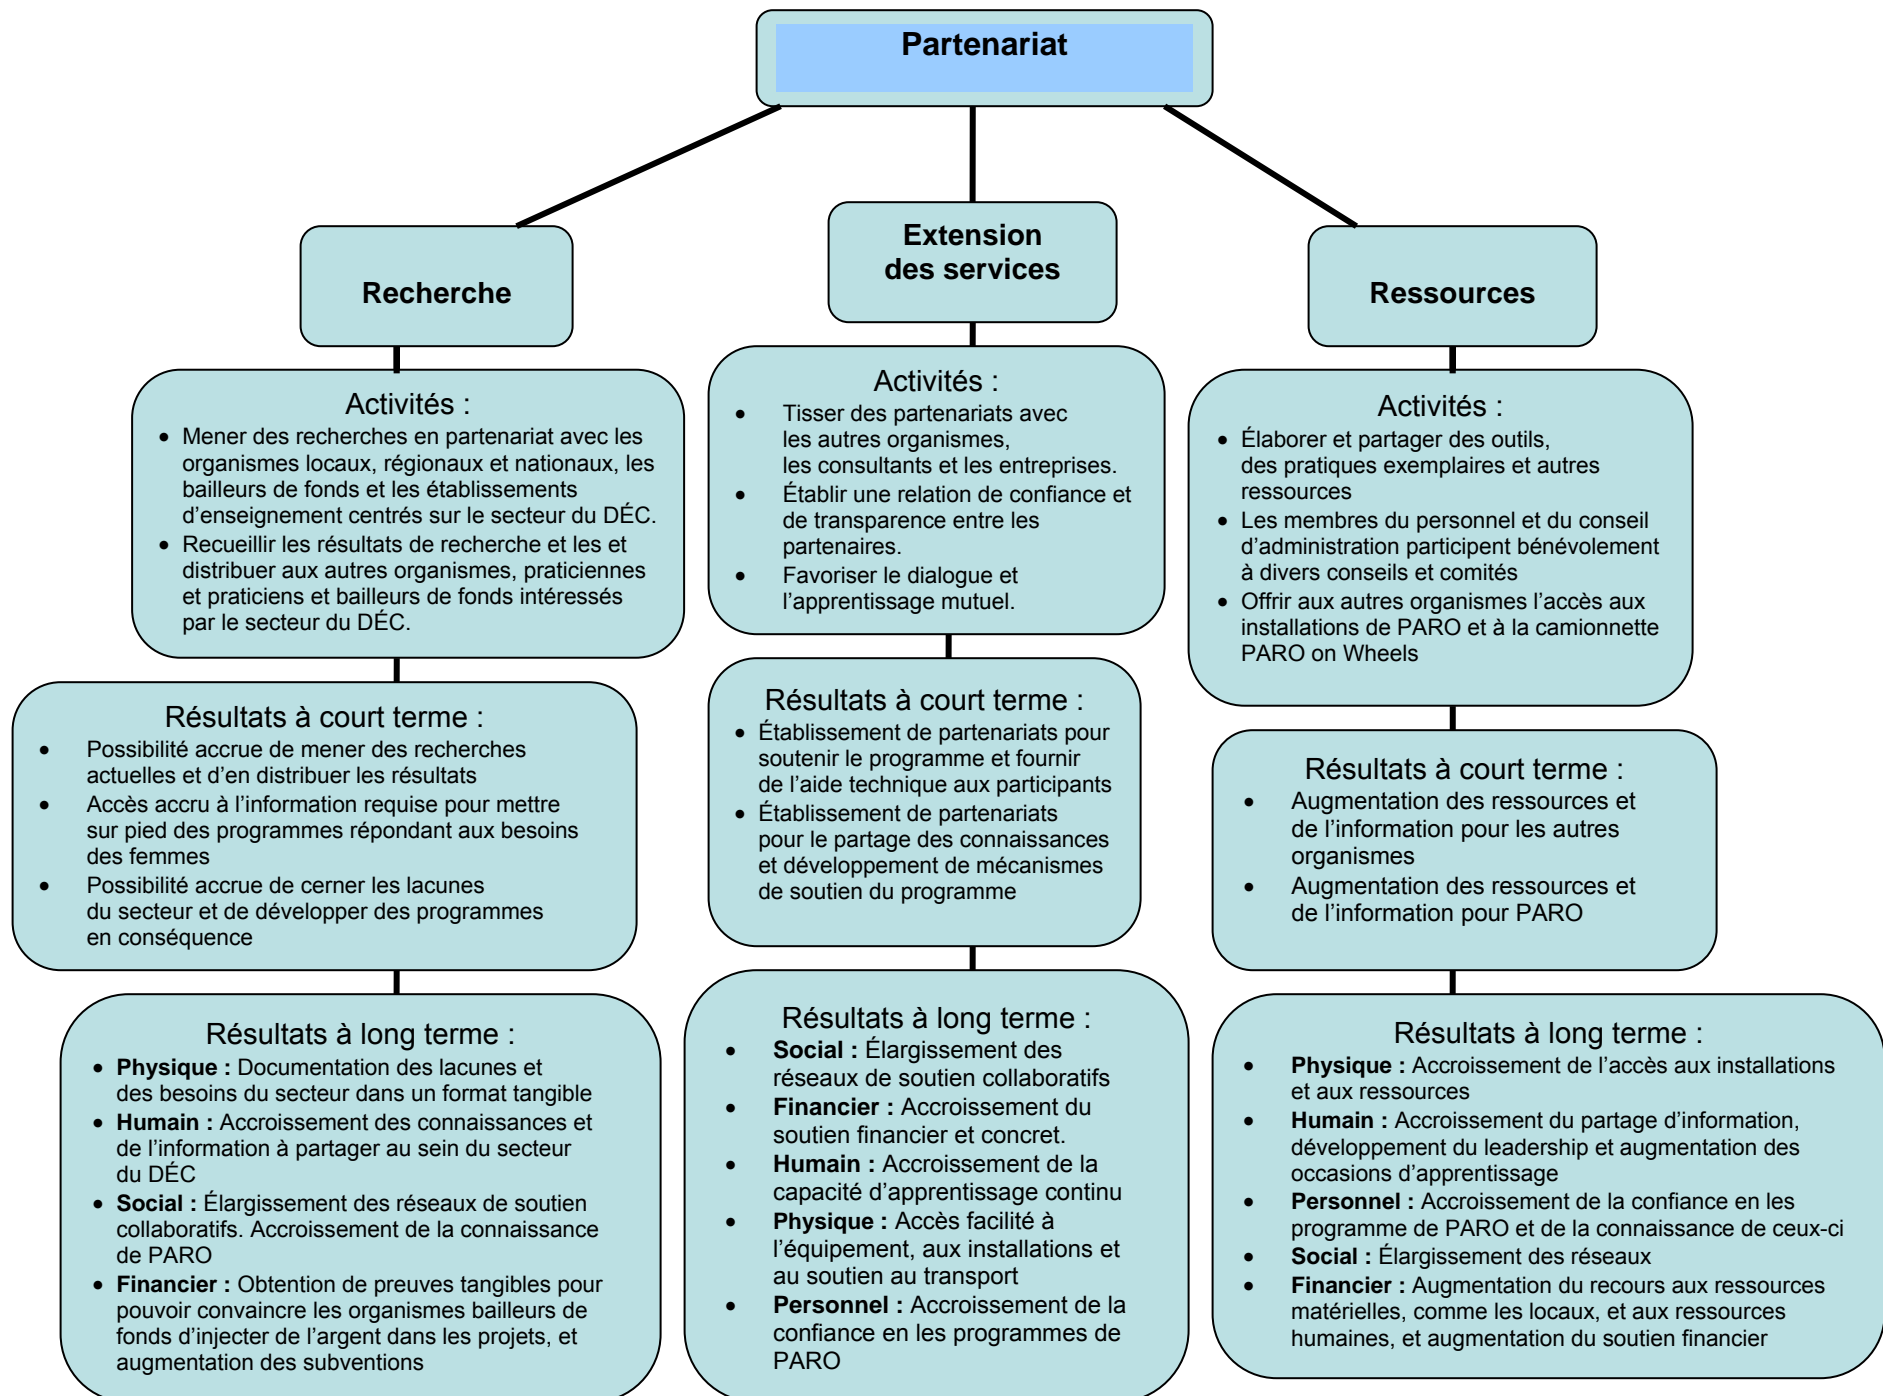 Partenariat
Recherche
Extension
des services
Ressources
Activités :
• Mener des recherches en partenariat avec les
organismes locaux, régionaux et nationaux, les
bailleurs de fonds et les établissements
d’enseignement centrés sur le secteur du DÉC.
• Recueillir les résultats de recherche et les et
distribuer aux autres organismes, praticiennes
et praticiens et bailleurs de fonds intéressés
par le secteur du DÉC.
Résultats à court terme :
• Possibilité accrue de mener des recherches
actuelles et d’en distribuer les résultats
• Accès accru à l’information requise pour mettre
sur pied des programmes répondant aux besoins
des femmes
• Possibilité accrue de cerner les lacunes
du secteur et de développer des programmes
en conséquence
Résultats à long terme :
• Physique : Documentation des lacunes et
des besoins du secteur dans un format tangible
• Humain : Accroissement des connaissances et
de l’information à partager au sein du secteur
du DÉC
• Social : Élargissement des réseaux de soutien
collaboratifs. Accroissement de la connaissance
de PARO
• Financier : Obtention de preuves tangibles pour
pouvoir convaincre les organismes bailleurs de
fonds d’injecter de l’argent dans les projets, et
augmentation des subventions
Activités :
• Tisser des partenariats avec
les autres organismes,
les consultants et les entreprises.
• Établir une relation de confiance et
de transparence entre les
partenaires.
• Favoriser le dialogue et
l’apprentissage mutuel.
Résultats à court terme :
• Établissement de partenariats pour
soutenir le programme et fournir
de l’aide technique aux participants
• Établissement de partenariats
pour le partage des connaissances
et développement de mécanismes
de soutien du programme
Résultats à long terme :
• Social : Élargissement des
réseaux de soutien collaboratifs
• Financier : Accroissement du
soutien financier et concret.
• Humain : Accroissement de la
capacité d’apprentissage continu
• Physique : Accès facilité à
l’équipement, aux installations et
au soutien au transport
• Personnel : Accroissement de la
confiance en les programmes de
PARO
Activités :
• Élaborer et partager des outils,
des pratiques exemplaires et autres
ressources
• Les membres du personnel et du conseil
d’administration participent bénévolement
à divers conseils et comités
• Offrir aux autres organismes l’accès aux
installations de PARO et à la camionnette
PARO on Wheels
Résultats à court terme :
• Augmentation des ressources et
de l’information pour les autres
organismes
• Augmentation des ressources et
de l’information pour PARO
Résultats à long terme :
• Physique : Accroissement de l’accès aux installations
et aux ressources
• Humain : Accroissement du partage d’information,
développement du leadership et augmentation des
occasions d’apprentissage
• Personnel : Accroissement de la confiance en les
programme de PARO et de la connaissance de ceux-ci
• Social : Élargissement des réseaux
• Financier : Augmentation du recours aux ressources
matérielles, comme les locaux, et aux ressources
humaines, et augmentation du soutien financier